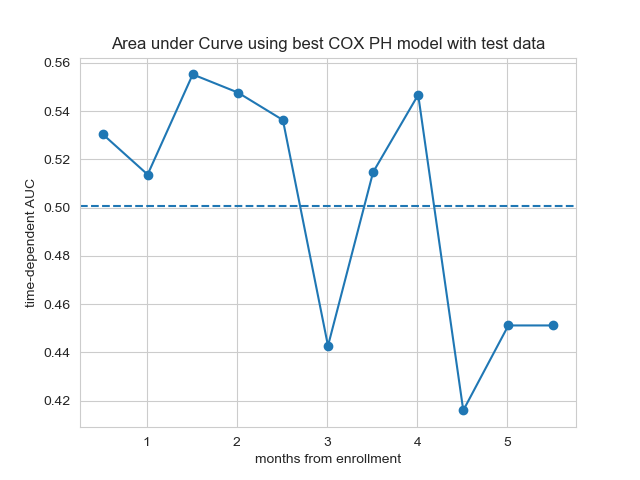 Area under Curve using best COX PH model with test data
time-dependent AUC
0.56
0.54
0.52
0.50
0.48
0.46
0.44
0.42
1 2 3 4 5
months from enrollment